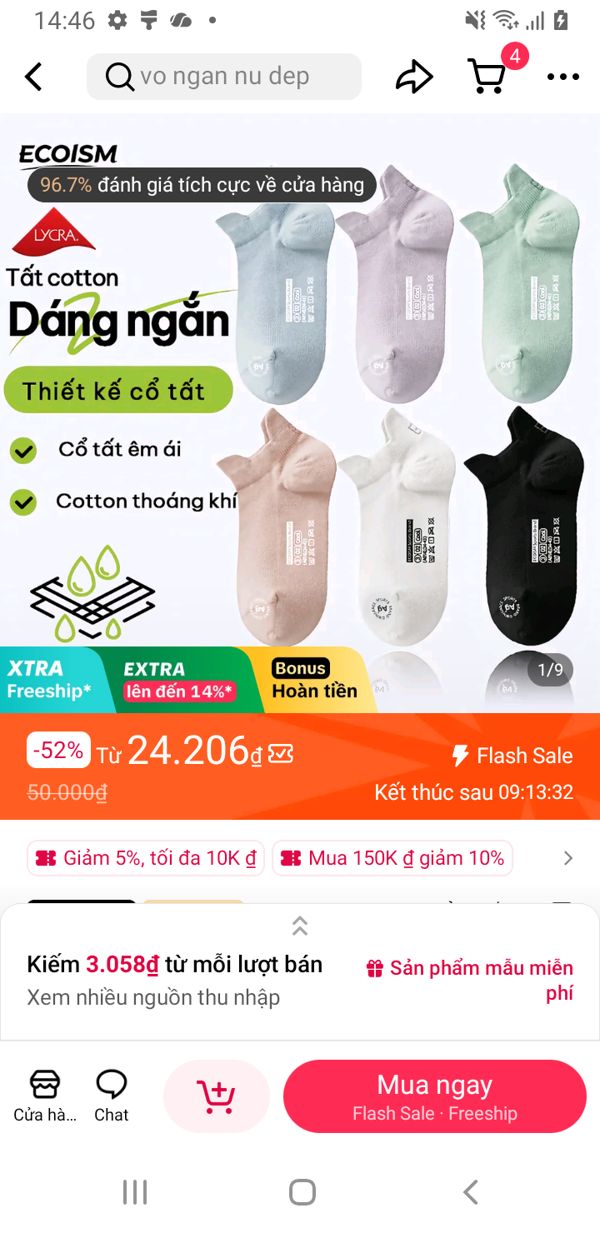 14:46
vo ngan nu dep
4
ECOISM
96.7% đánh giá tích cực về cửa hàng
LYCRA.
Tất cotton
Dáng ngắn
Thiết kế cổ tất
Cổ tất êm ái
Cotton thoáng khí
XTRA
Freeship*
EXTRA
lên đến 14%*
Bonus
Hoàn tiền
1/9
-52% Từ 24.206₫
Flash Sale
50.000₫
Kết thúc sau 09:13:32
Giảm 5%, tối đa 10K ₫
Mua 150K ₫ giảm 10%
Kiếm 3.058₫ từ mỗi lượt bán
Xem nhiều nguồn thu nhập
Sản phẩm mẫu miễn
phí
Cửa hà...
Chat
Mua ngay
Flash Sale · Freeship